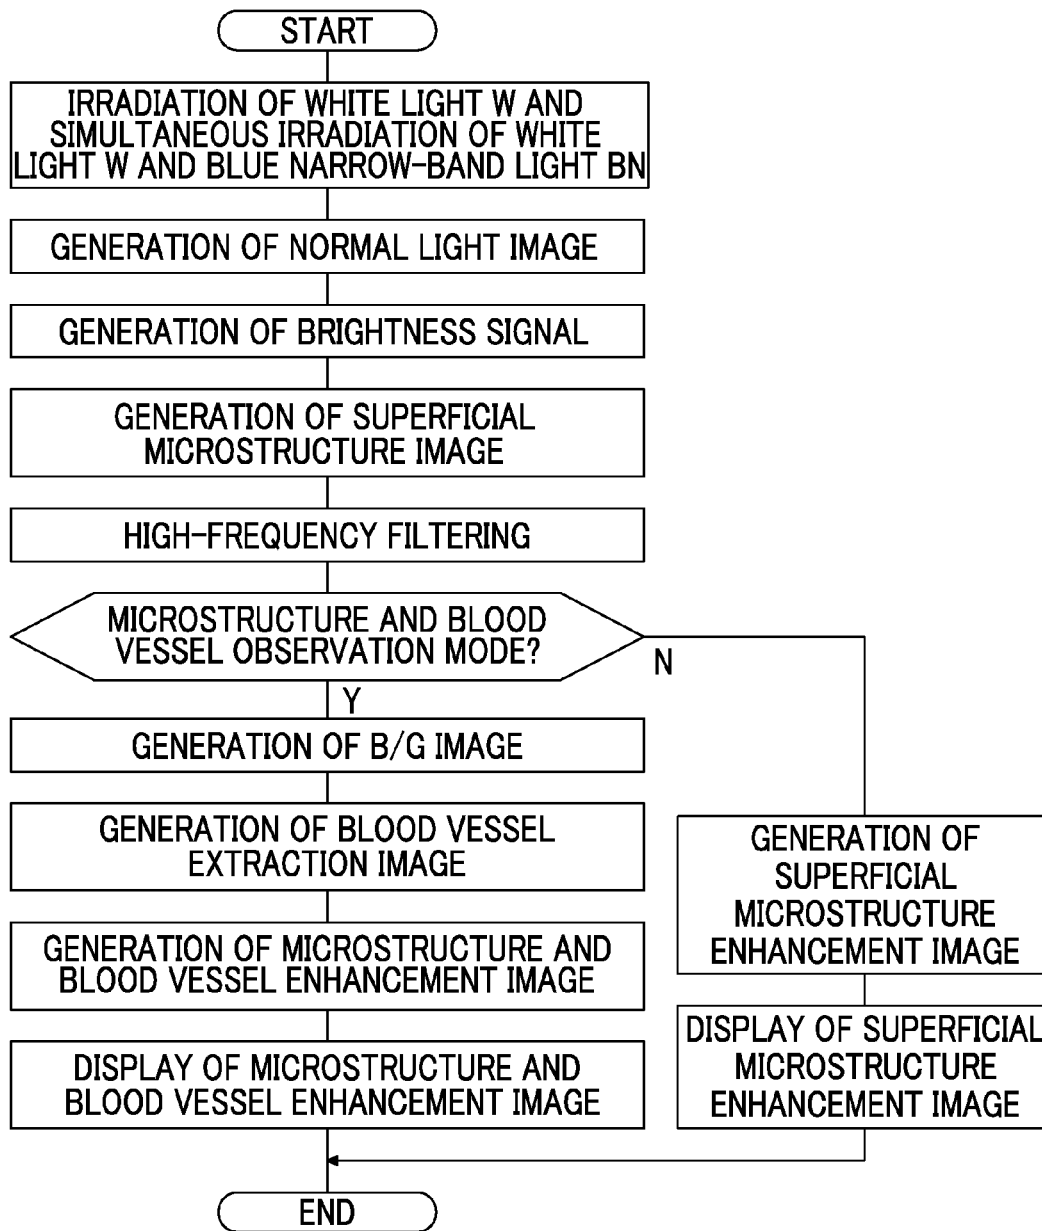 START
IRRADIATION OF WHITE LIGHT W AND
SIMULTANEOUS IRRADIATION OF WHITE
LIGHT W AND BLUE NARROW-BAND LIGHT BN
GENERATION OF NORMAL LIGHT IMAGE
GENERATION OF BRIGHTNESS SIGNAL
GENERATION OF SUPERFICIAL
MICROSTRUCTURE IMAGE
HIGH-FREQUENCY FILTERING
MICROSTRUCTURE AND BLOOD
VESSEL OBSERVATION MODE?
N
Y
GENERATION OF B/G IMAGE
GENERATION OF BLOOD VESSEL
EXTRACTION IMAGE
GENERATION OF MICROSTRUCTURE AND
BLOOD VESSEL ENHANCEMENT IMAGE
DISPLAY OF MICROSTRUCTURE AND
BLOOD VESSEL ENHANCEMENT IMAGE
GENERATION OF
SUPERFICIAL
MICROSTRUCTURE
ENHANCEMENT IMAGE
DISPLAY OF SUPERFICIAL
MICROSTRUCTURE
ENHANCEMENT IMAGE
END